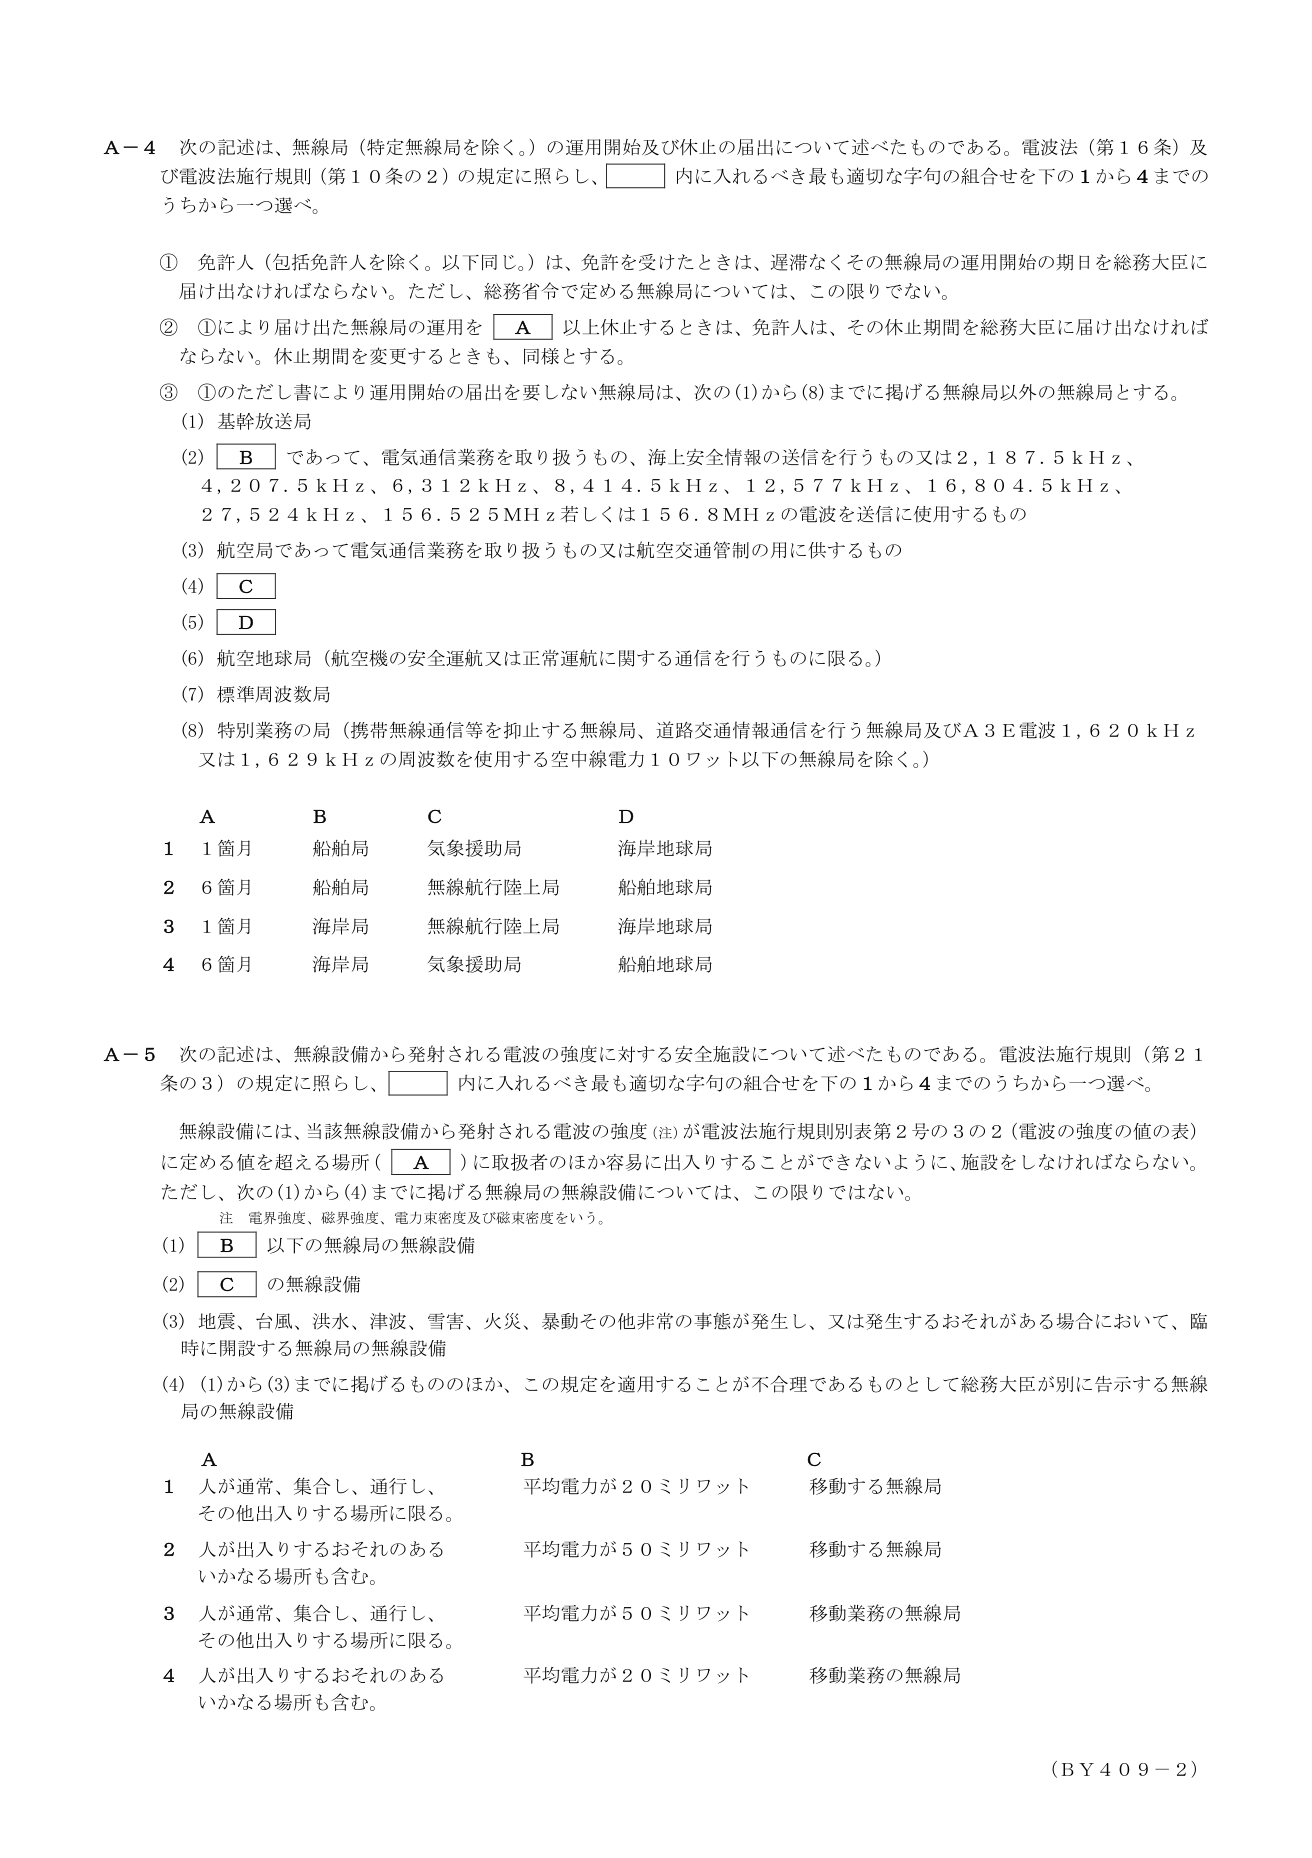 Ａ－４　次の記述は、無線局（特定無線局を除く。）の運用開始及び休止の届出について述べたものである。電波法（第１６条）及
び電波法施行規則（第１０条の２）の規定に照らし、　　　内に入れるべき最も適切な字句の組合せを下の１から４までの
うちから一つ選べ。
①　免許人（包括免許人を除く。以下同じ。）は、免許を受けたときは、遅滞なくその無線局の運用開始の期日を総務大臣に
届け出なければならない。ただし、総務省令で定める無線局については、この限りでない。
②　①により届け出た無線局の運用を　Ａ　以上休止するときは、免許人は、その休止期間を総務大臣に届け出なければ
ならない。休止期間を変更するときも、同様とする。
③　①のただし書により運用開始の届出を要しない無線局は、次の(1)から(8)までに掲げる無線局以外の無線局とする。
(1) 基幹放送局
(2) Ｂ　であって、電気通信業務を取り扱うもの、海上安全情報の送信を行うもの又は２,１８７.５ｋＨｚ、
４,２０７.５ｋＨｚ、６,３１２ｋＨｚ、８,４１４.５ｋＨｚ、１２,５７７ｋＨｚ、１６,８０４.５ｋＨｚ、
２７,５２４ｋＨｚ、１５６.５２５ＭＨｚ若しくは１５６.８ＭＨｚの電波を送信に使用するもの
(3) 航空局であって電気通信業務を取り扱うもの又は航空交通管制の用に供するもの
(4) Ｃ
(5) Ｄ
(6) 航空地球局（航空機の安全運航又は正常運航に関する通信を行うものに限る。）
(7) 標準周波数局
(8) 特別業務の局（携帯無線通信等を抑止する無線局、道路交通情報通信を行う無線局及びＡ３Ｅ電波１,６２０ｋＨｚ
又は１,６２９ｋＨｚの周波数を使用する空中線電力１０ワット以下の無線局を除く。）
Ａ　Ｂ　Ｃ　Ｄ
１　１箇月　船舶局　気象援助局　海岸地球局
２　６箇月　船舶局　無線航行陸上局　船舶地球局
３　１箇月　海岸局　無線航行陸上局　海岸地球局
４　６箇月　海岸局　気象援助局　船舶地球局
Ａ－５　次の記述は、無線設備から発射される電波の強度に対する安全施設について述べたものである。電波法施行規則（第２１
条の３）の規定に照らし、　　　内に入れるべき最も適切な字句の組合せを下の１から４までのうちから一つ選べ。
無線設備には、当該無線設備から発射される電波の強度(注)が電波法施行規則別表第２号の３の２（電波の強度の値の表）
に定める値を超える場所(　Ａ　)に取扱者のほか容易に出入りすることができないように、施設をしなければならない。
ただし、次の(1)から(4)までに掲げる無線局の無線設備については、この限りではない。
注　電界強度、磁界強度、電力束密度及び磁束密度をいう。
(1) Ｂ　以下の無線局の無線設備
(2) Ｃ　の無線設備
(3) 地震、台風、洪水、津波、雪害、火災、暴動その他非常の事態が発生し、又は発生するおそれがある場合において、臨
時に開設する無線局の無線設備
(4) (1)から(3)までに掲げるもののほか、この規定を適用することが不合理であるものとして総務大臣が別に告示する無線
局の無線設備
Ａ　Ｂ　Ｃ
１　人が通常、集合し、通行し、　平均電力が２０ミリワット　移動する無線局
その他出入りする場所に限る。
２　人が出入りするおそれのある　平均電力が５０ミリワット　移動する無線局
いかなる場所も含む。
３　人が通常、集合し、通行し、　平均電力が５０ミリワット　移動業務の無線局
その他出入りする場所に限る。
４　人が出入りするおそれのある　平均電力が２０ミリワット　移動業務の無線局
いかなる場所も含む。
（ＢＹ４０９－２）